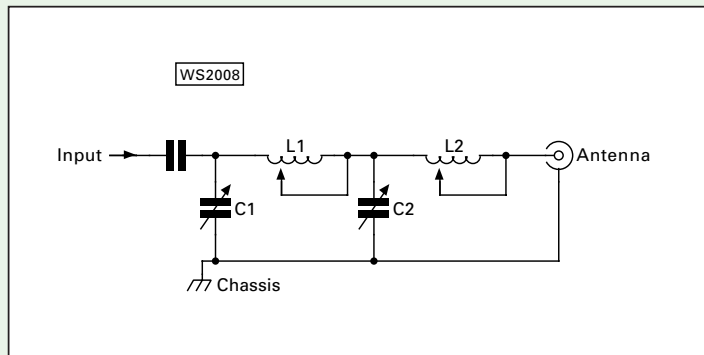 WS2008
Input
L1
L2
Antenna
C1
C2
Chassis